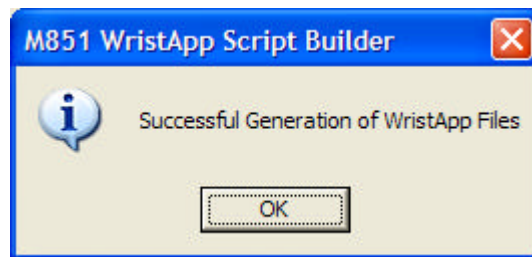 M851 WristApp Script Builder
Successful Generation of WristApp Files
OK